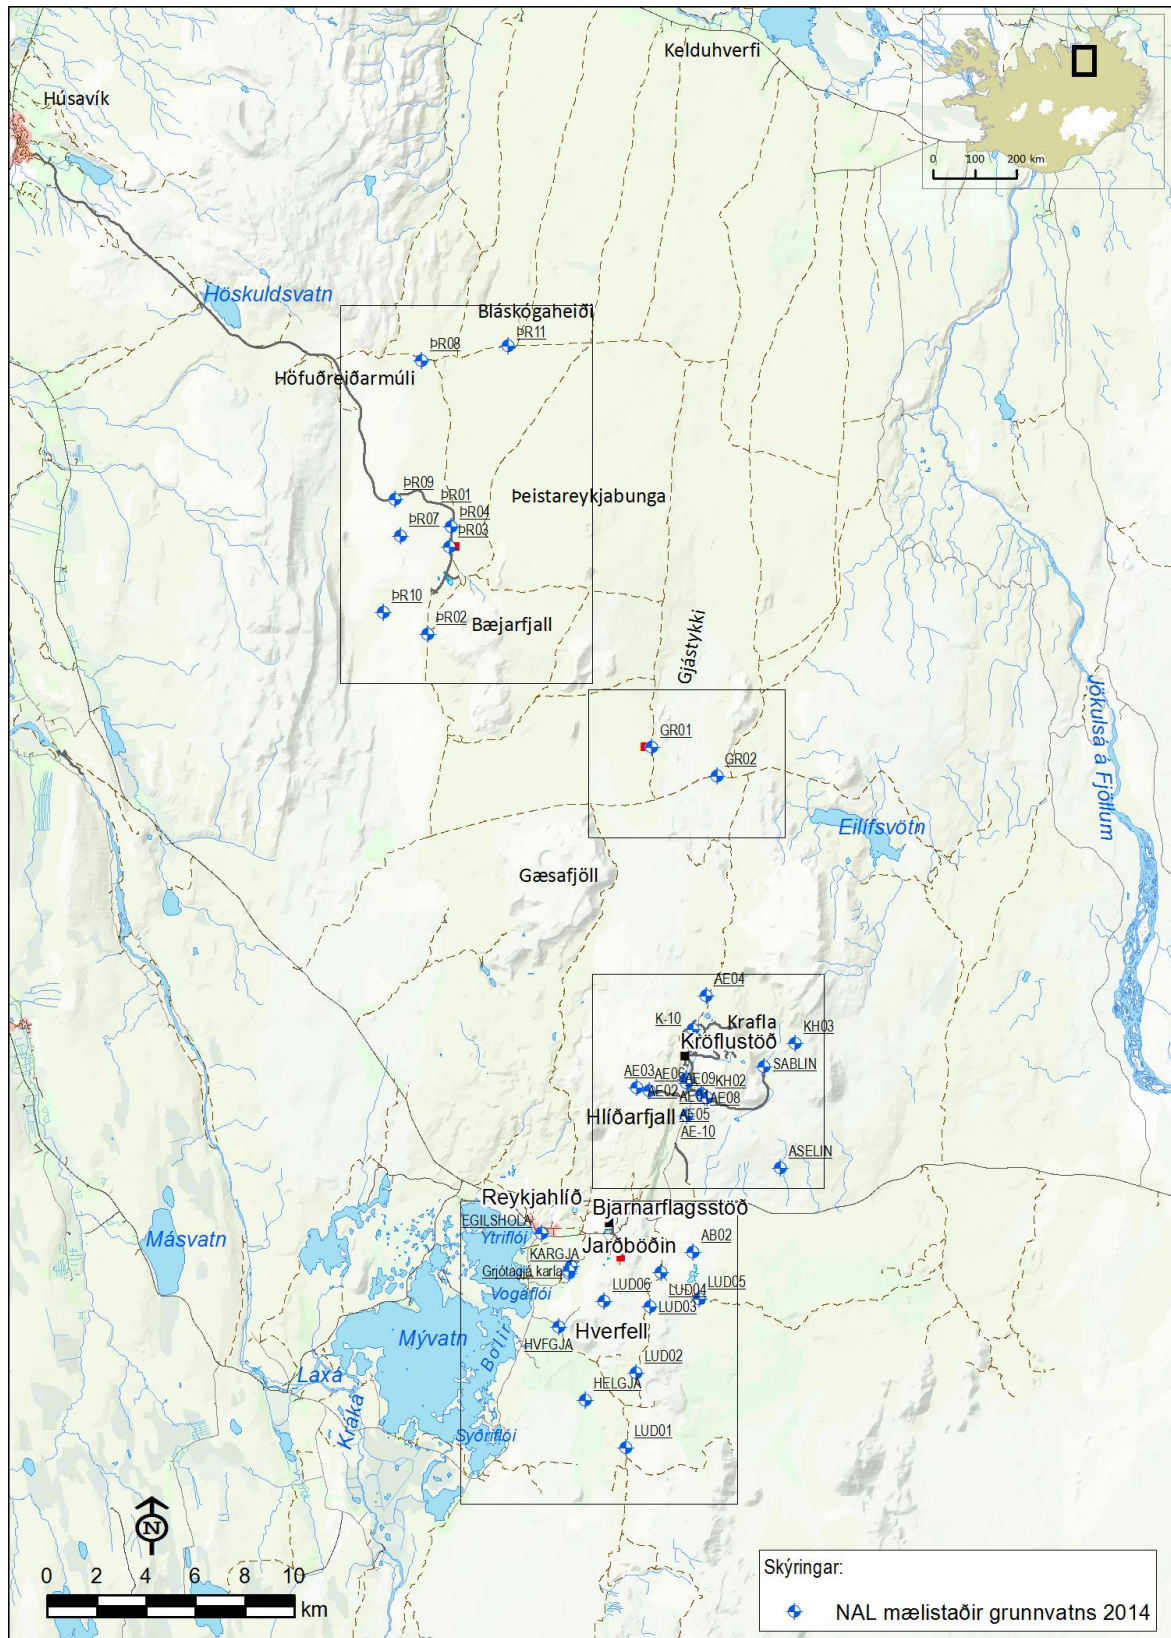 Kelduhverfi
Húsavík
0 100 200 km
Höskuldsvatn
Bláskógaheiði
ÞR11
ÞR08
Höfuðreiðarmúli
ÞR09
ÞR01
Þeistareykjabunga
ÞR04
ÞR07
ÞR03
ÞR10
ÞR02
Bæjarfjall
Gjástykki
Jökulsá á Fjöllum
GR01
GR02
Eilífsvötn
Gæsafjöll
AE04
K-10
Krafla
KH03
Kröflustöð
SABLIN
AE03
AE06
AE09
KH02
AE02
AE01
AE08
Hlíðarfjall
AE05
AE-10
ASELIN
Reykjahlíð
Bjarnarflagsstöð
EGILSHOLA
Ytriflói
Másvatn
Jarðböðin
AB02
KARGJA
Grjótagjá karla
Vogaflói
LUD06
LUD04
LUD05
LUD03
Mývatn
Bolir
HVFGJA
Hverfell
Laxá
LUD02
HELGJA
Kráká
Syðriflói
LUD01
N
0 2 4 6 8 10
km
Skýringar:
NAL mælistaðir grunnvatns 2014